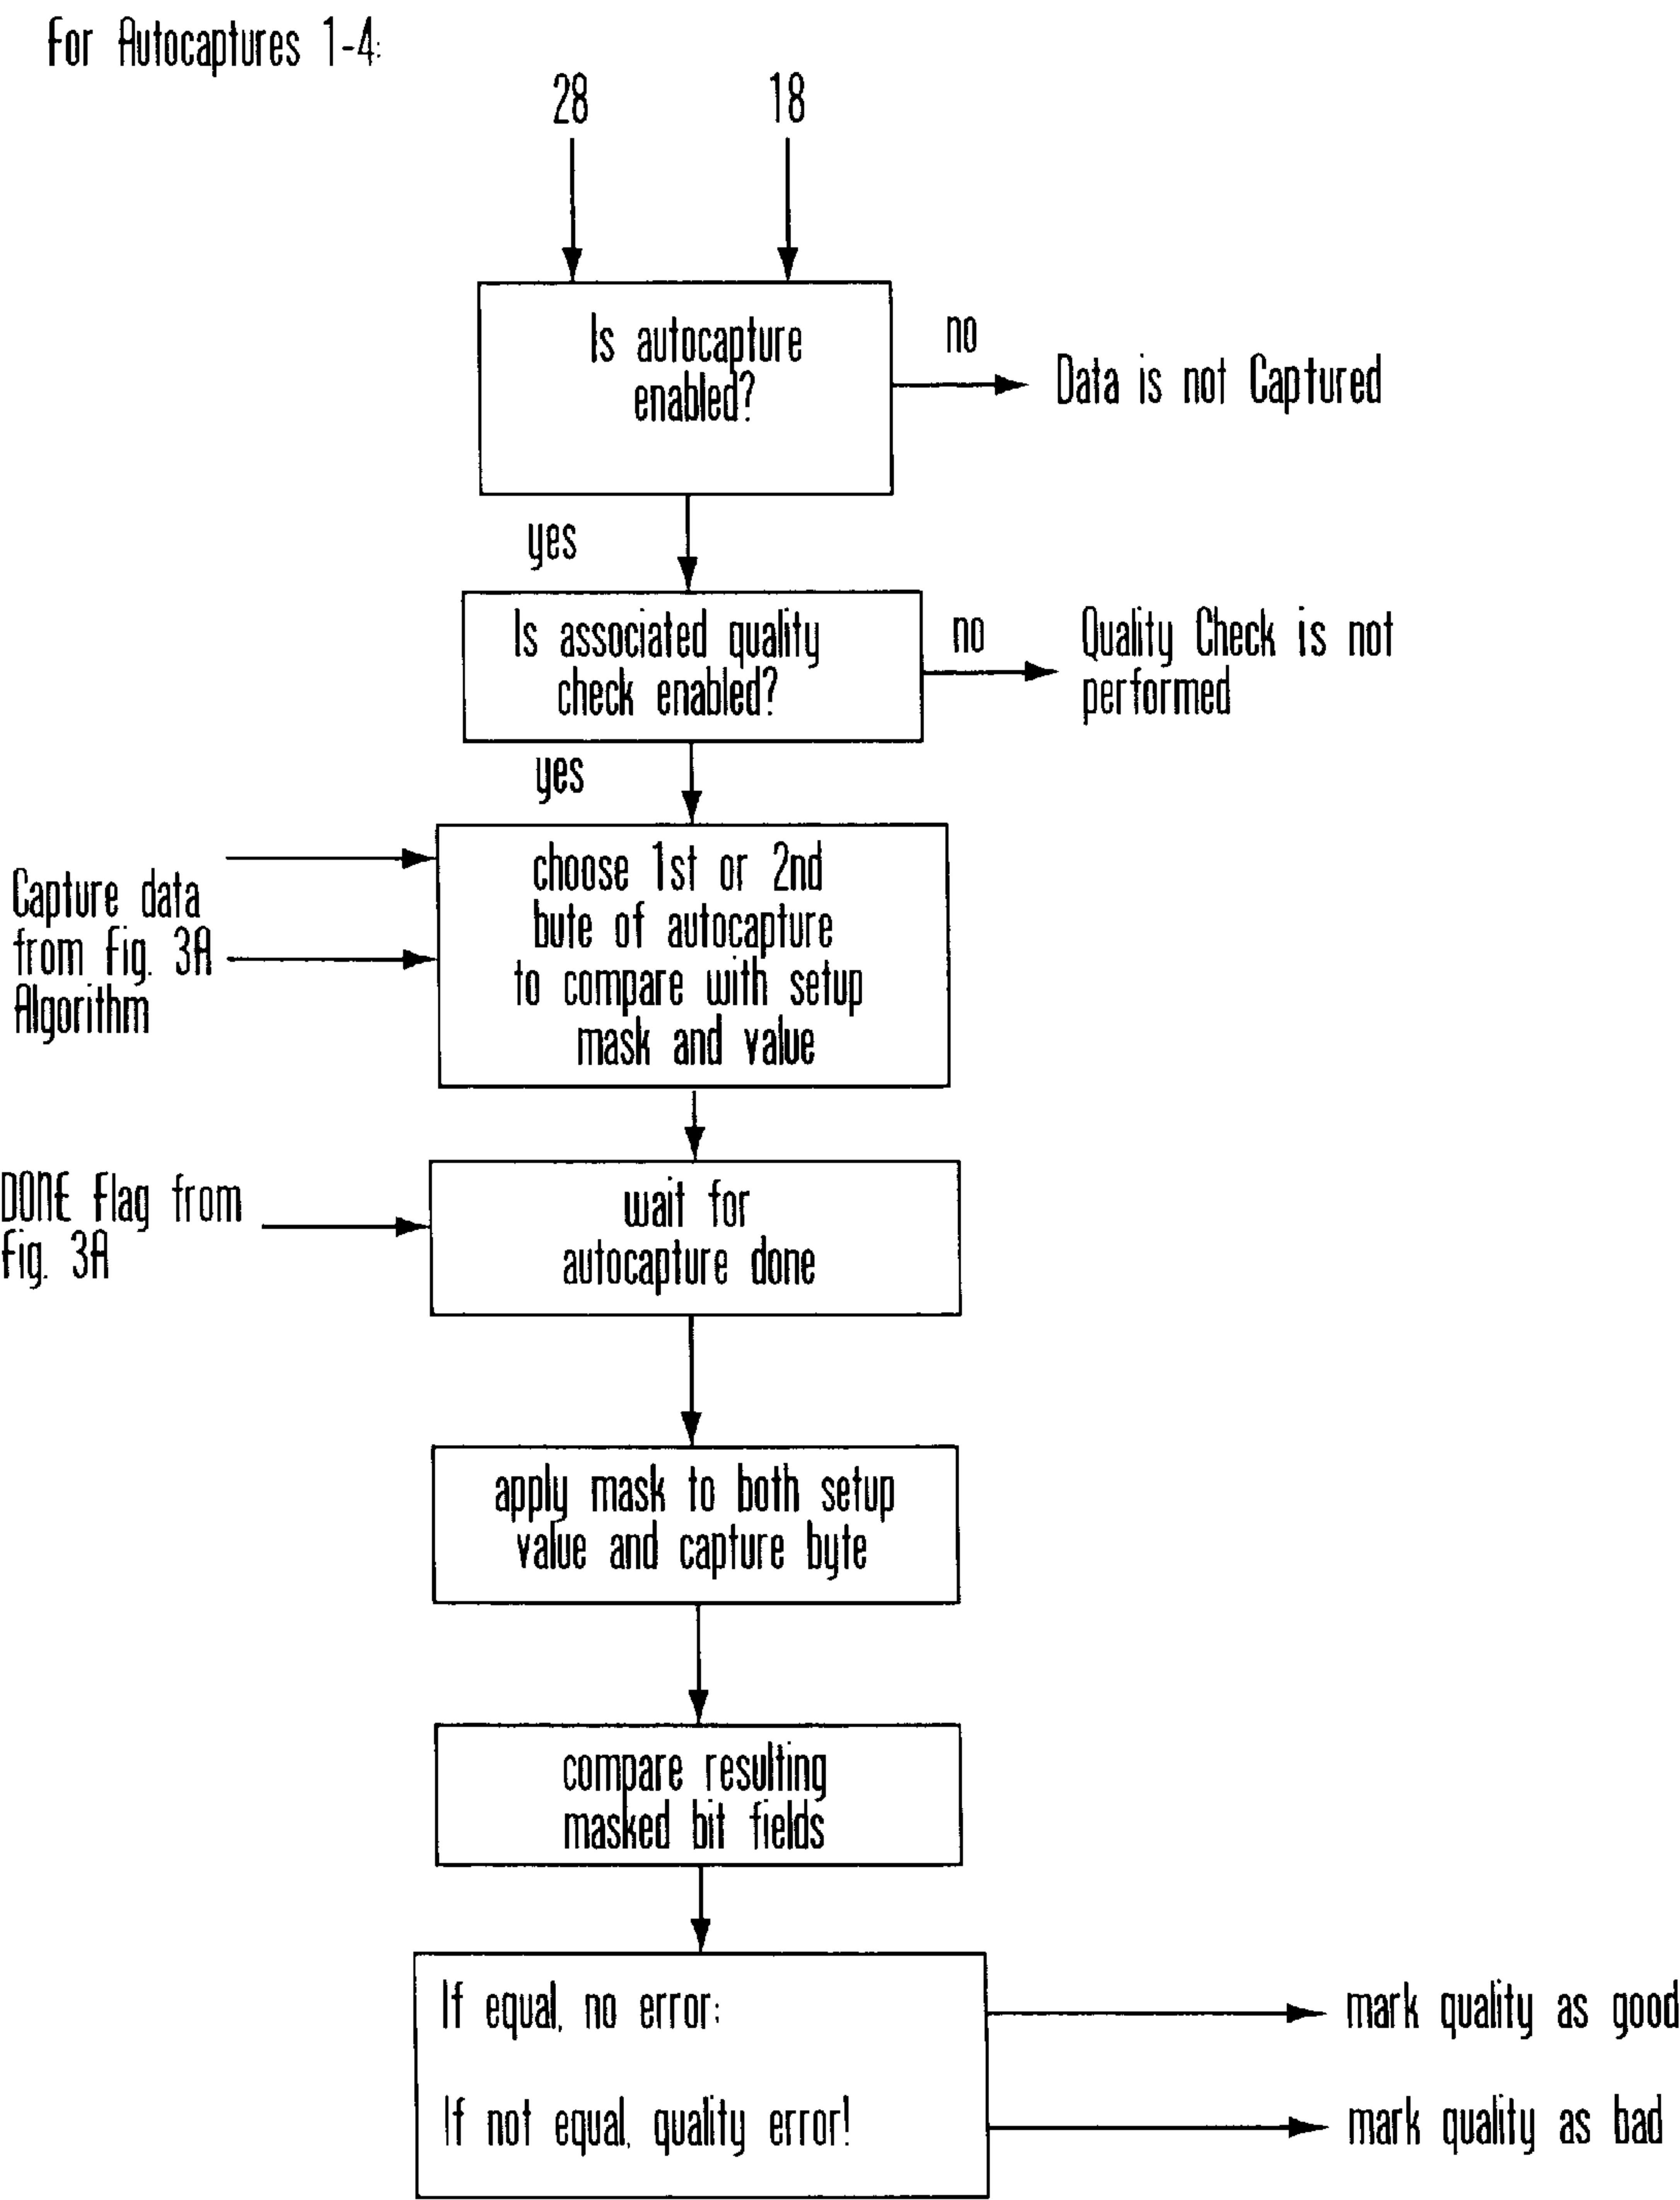 For Autocaptures 1-4:
28
18
Is autocapture
enabled?
no
Data is not Captured
yes
Is associated quality
check enabled?
no
Quality Check is not
performed
yes
Capture data
from Fig. 3A
Algorithm
choose 1st or 2nd
bute of autocapture
to compare with setup
mask and value
DONE Flag from
Fig. 3A
wait for
autocapture done
apply mask to both setup
value and capture byte
compare resulting
masked bit fields
If equal, no error;
mark quality as good
If not equal, quality error!
mark quality as bad